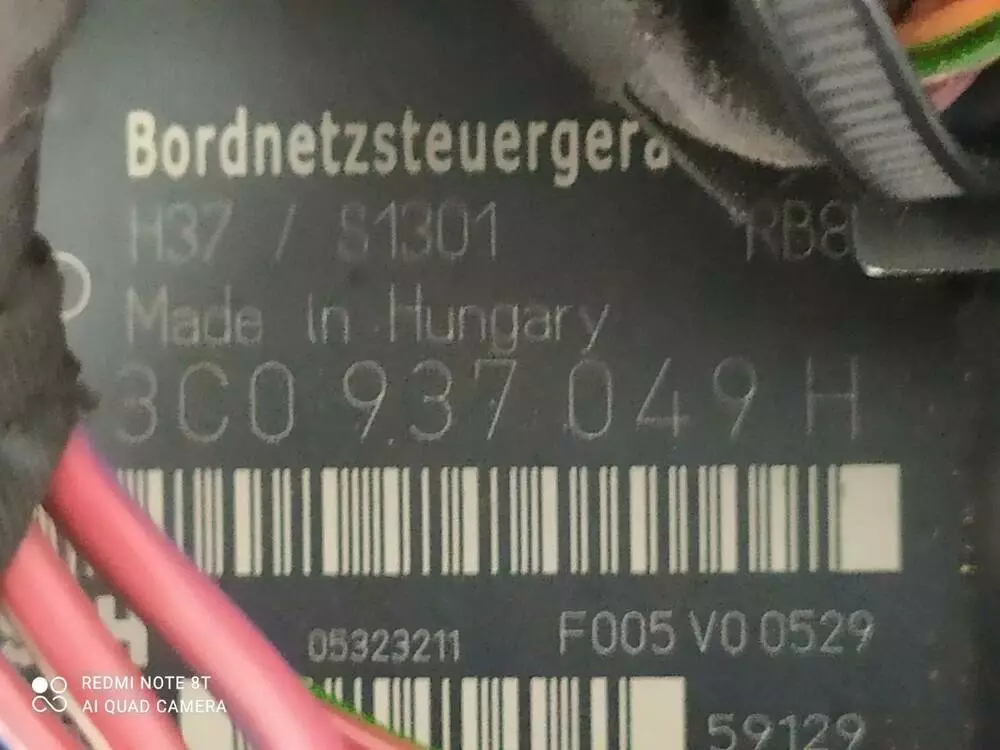 Bordnetzsteuergerä
H37 / S1301 RB8
Made in Hungary
3C0 937 049 H
05323211 F005 V0 0529
59129
REDMI NOTE 8T
AI QUAD CAMERA